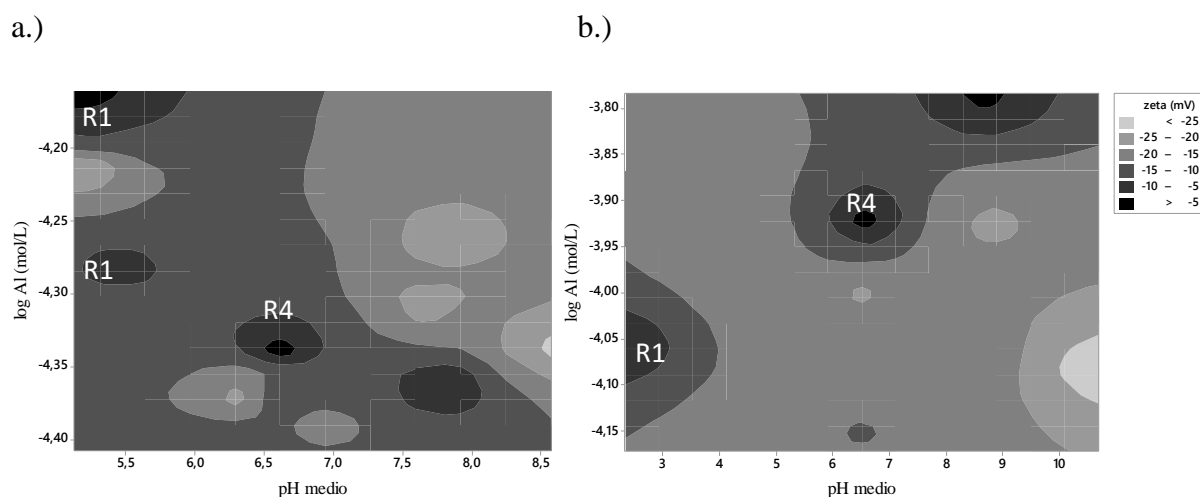 a.)
b.)
R1
R1
R4
-4,20
-4,25
-4,30
-4,35
-4,40
log Al (mol/L)
5,5 6,0 6,5 7,0 7,5 8,0 8,5
pH medio
R4
R1
-3,80
-3,85
-3,90
-3,95
-4,00
-4,05
-4,10
-4,15
log Al (mol/L)
3 4 5 6 7 8 9 10
pH medio
zeta (mV)
< -25
-25 – -20
-20 – -15
-15 – -10
-10 – -5
> -5